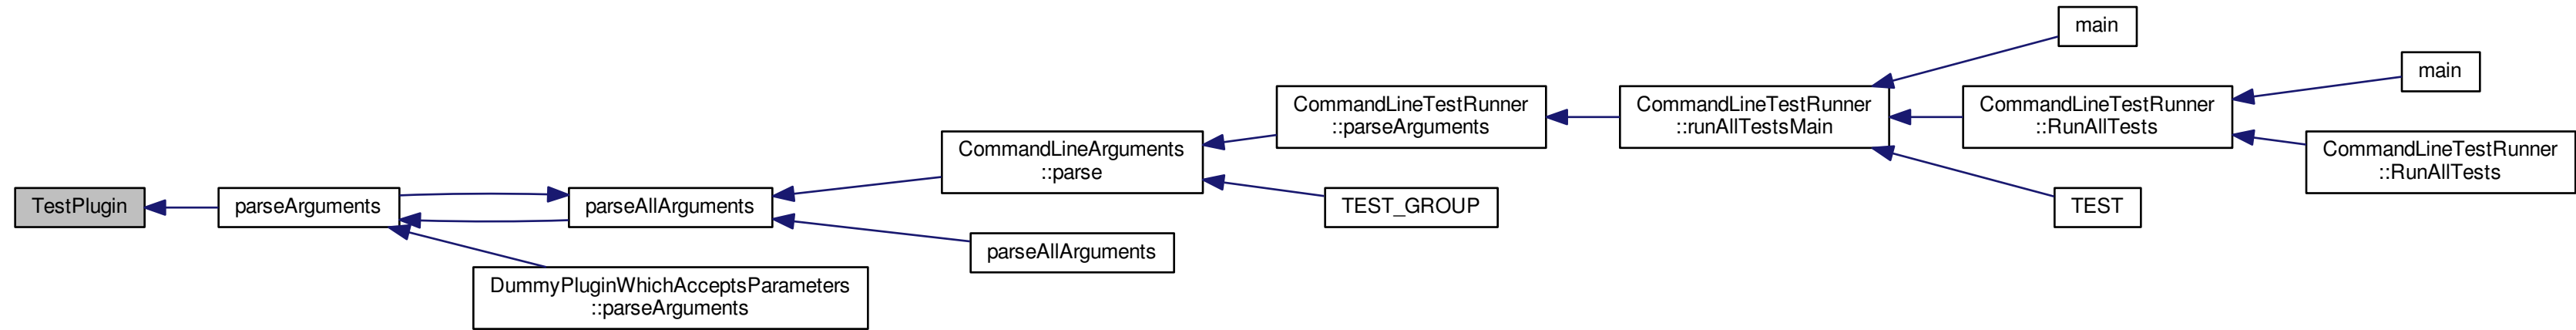 TestPlugin
parseArguments
parseAllArguments
DummyPluginWhichAcceptsParameters
::parseArguments
CommandLineArguments
::parse
parseAllArguments
CommandLineTestRunner
::parseArguments
TEST_GROUP
CommandLineTestRunner
::runAllTestsMain
main
CommandLineTestRunner
::RunAllTests
TEST
main
CommandLineTestRunner
::RunAllTests